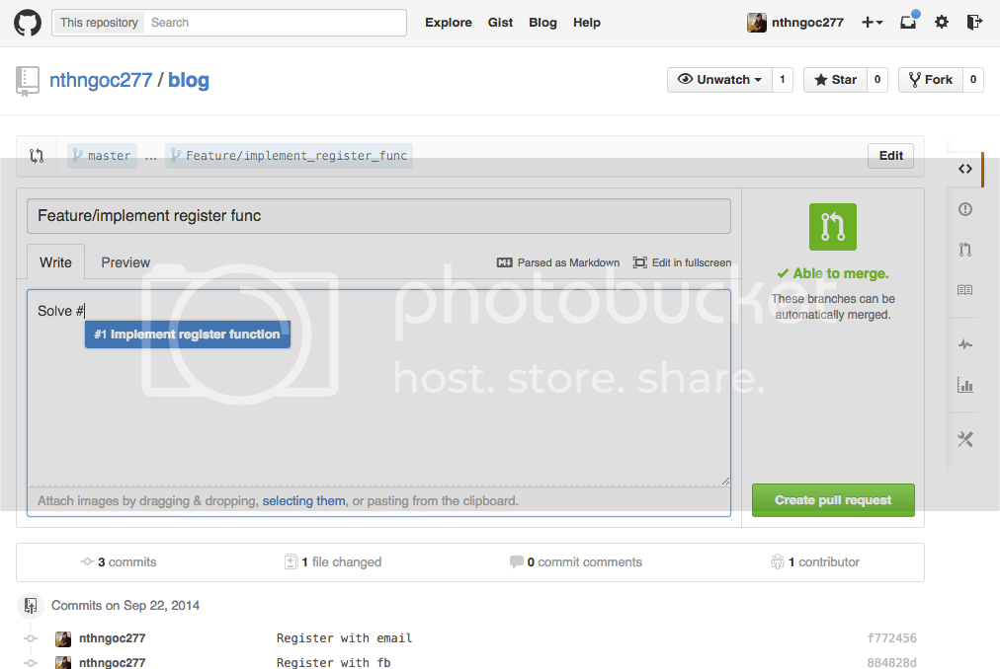 This repository Search Explore Gist Blog Help nthngoc277
nthngoc277 / blog Unwatch 1 Star 0 Fork 0
master ... Feature/implement_register_func Edit
Feature/implement register func
Write Preview Parsed as Markdown Edit in fullscreen
Able to merge.
These branches can be
automatically merged.
Solve #
#1 Implement register function
photobucket
host. store. share.
Attach images by dragging & dropping, selecting them, or pasting from the clipboard.
Create pull request
3 commits 1 file changed 0 commit comments 1 contributor
Commits on Sep 22, 2014
nthngoc277 Register with email f772456
nthngoc277 Register with fb 884828d